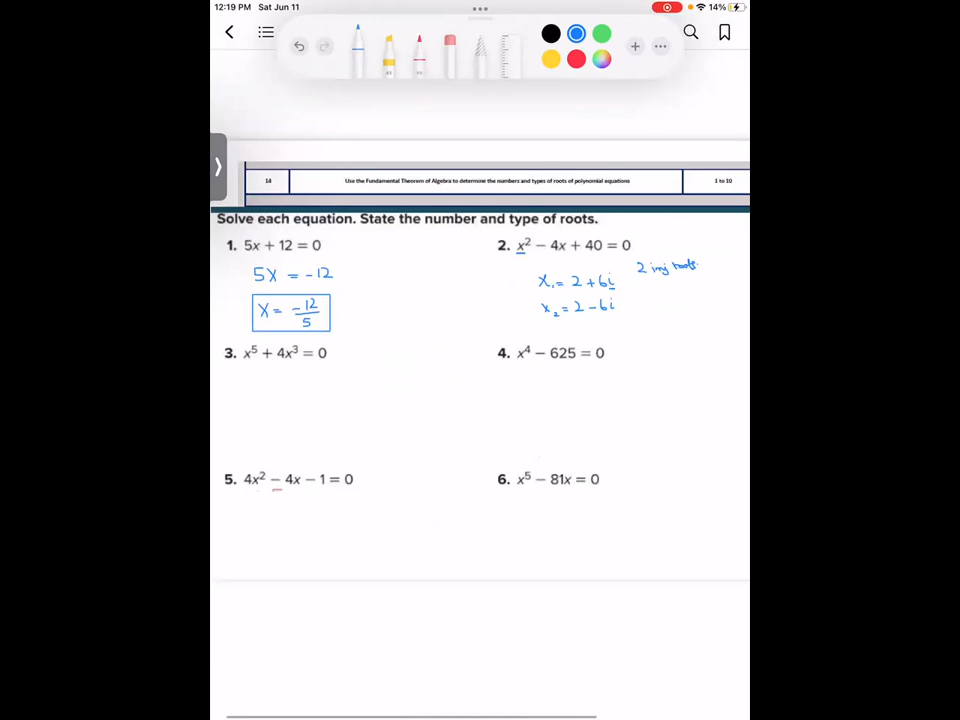 12:19 PM Sat Jun 11
14%
14 Use the Fundamental Theorem of Algebra to determine the numbers and types of roots of polynomial equations 1 to 10
Solve each equation. State the number and type of roots.
1. 5x + 12 = 0
5x = -12
x = -12/5
2. x² − 4x + 40 = 0
2 imj roots
x₁ = 2 + 6i
x₂ = 2 - 6i
3. x⁵ + 4x³ = 0
4. x⁴ − 625 = 0
5. 4x² − 4x − 1 = 0
6. x⁵ − 81x = 0